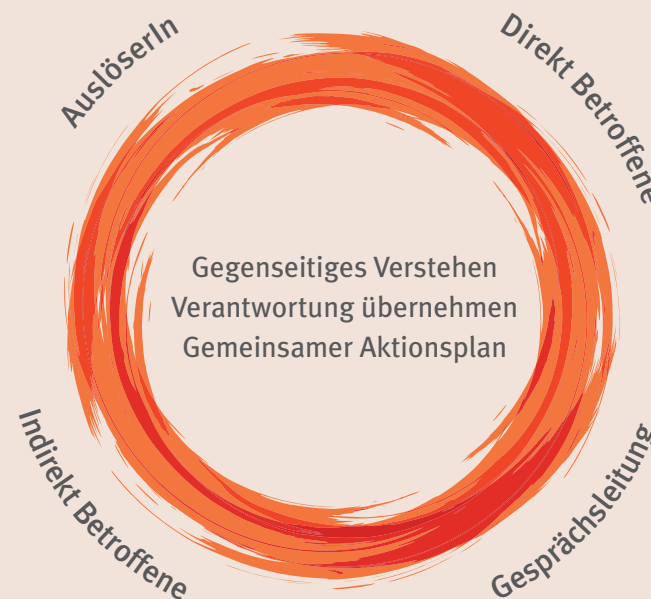 AuslöserIn
Direkt Betroffene
Gegenseitiges Verstehen
Verantwortung übernehmen
Gemeinsamer Aktionsplan
Indirekt Betroffene
Gesprächsleitung